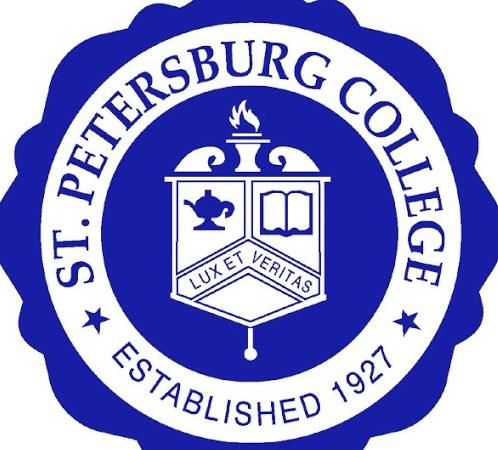 ST. PETERSBURG COLLEGE
LUX ET VERITAS
ESTABLISHED 1927